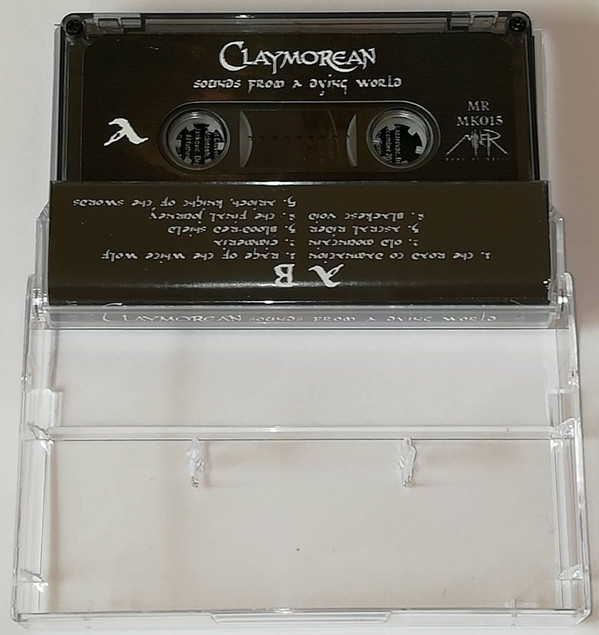 CLAYMOREAN
SOUNDS FROM A DYING WORLD
A
MR
MK015
A
1. THE ROAD TO DAMNATION
2. OLD MOUNTAIN
3. ASTRAL RIDER
4. BLACKEST VOID
B
1. RAGE OF THE WHITE WOLF
2. CIMMERIA
3. BLOOD-RED SHIELD
4. THE FINAL JOURNEY
5. ARIOCH, KNIGHT OF THE SWORDS
CLAYMOREAN SOUNDS FROM A DYING WORLD